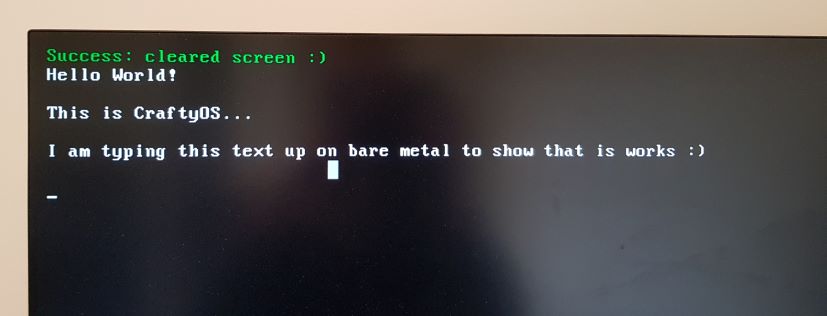 Success: cleared screen :)
Hello World!
This is CraftyOS...
I am typing this text up on bare metal to show that is works :)